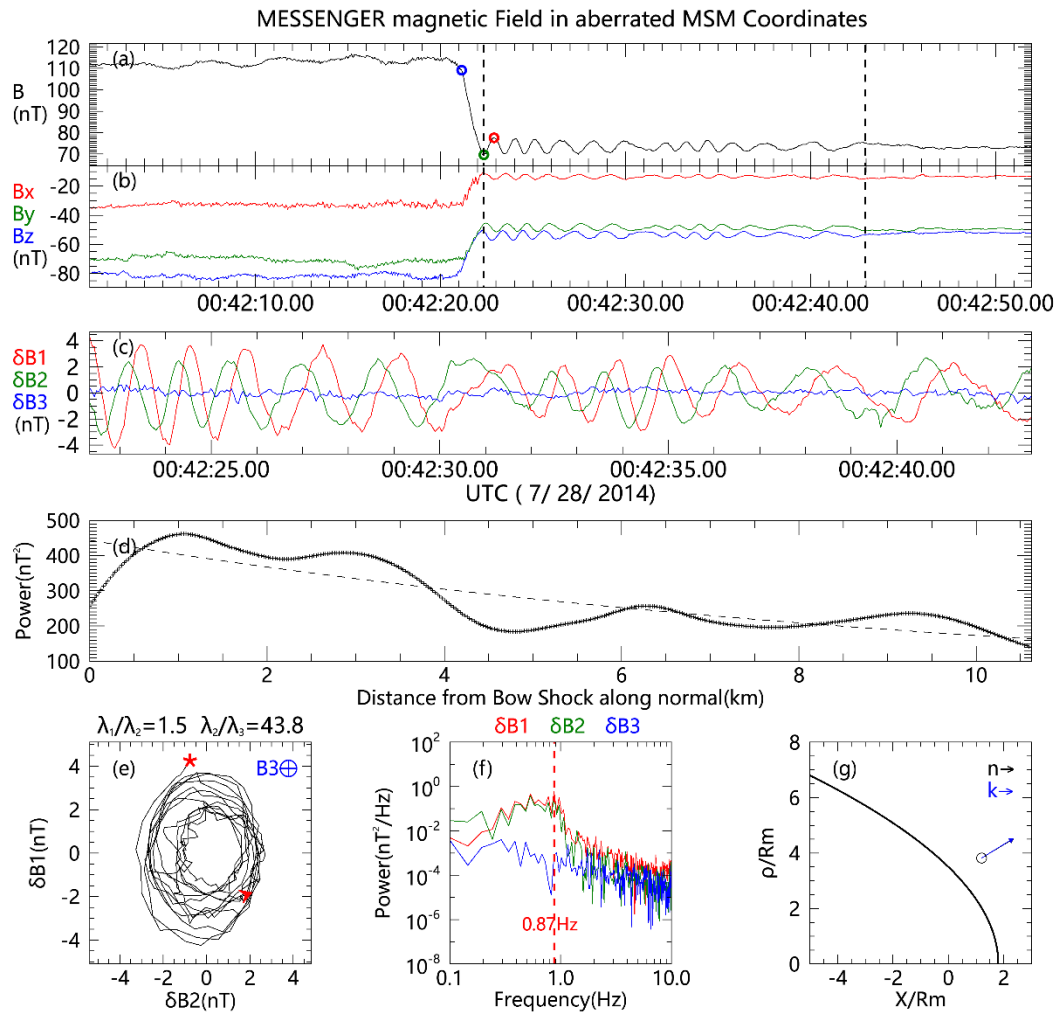 MESSENGER magnetic Field in aberrated MSM Coordinates
120
110
100
90
80
70
B
(nT)
(a)
-20
-40
-60
-80
Bx
By
Bz
(nT)
(b)
00:42:10.00 00:42:20.00 00:42:30.00 00:42:40.00 00:42:50.00
4
2
0
-2
-4
δB1
δB2
δB3
(nT)
(c)
00:42:25.00 00:42:30.00 00:42:35.00 00:42:40.00
UTC ( 7/ 28/ 2014)
500
400
300
200
100
Power(nT²)
(d)
0 2 4 6 8 10
Distance from Bow Shock along normal(km)
λ₁/λ₂=1.5 λ₂/λ₃=43.8
(e)
B3⊕
4
2
0
-2
-4
δB1(nT)
-4 -2 0 2 4
δB2(nT)
δB1 δB2 δB3
(f)
10²
10⁰
10⁻²
10⁻⁴
10⁻⁶
10⁻⁸
Power(nT²/Hz)
0.87Hz
0.1 1.0 10.0
Frequency(Hz)
(g)
n→
k→
8
6
4
2
0
ρ/Rm
-4 -2 0 2
X/Rm